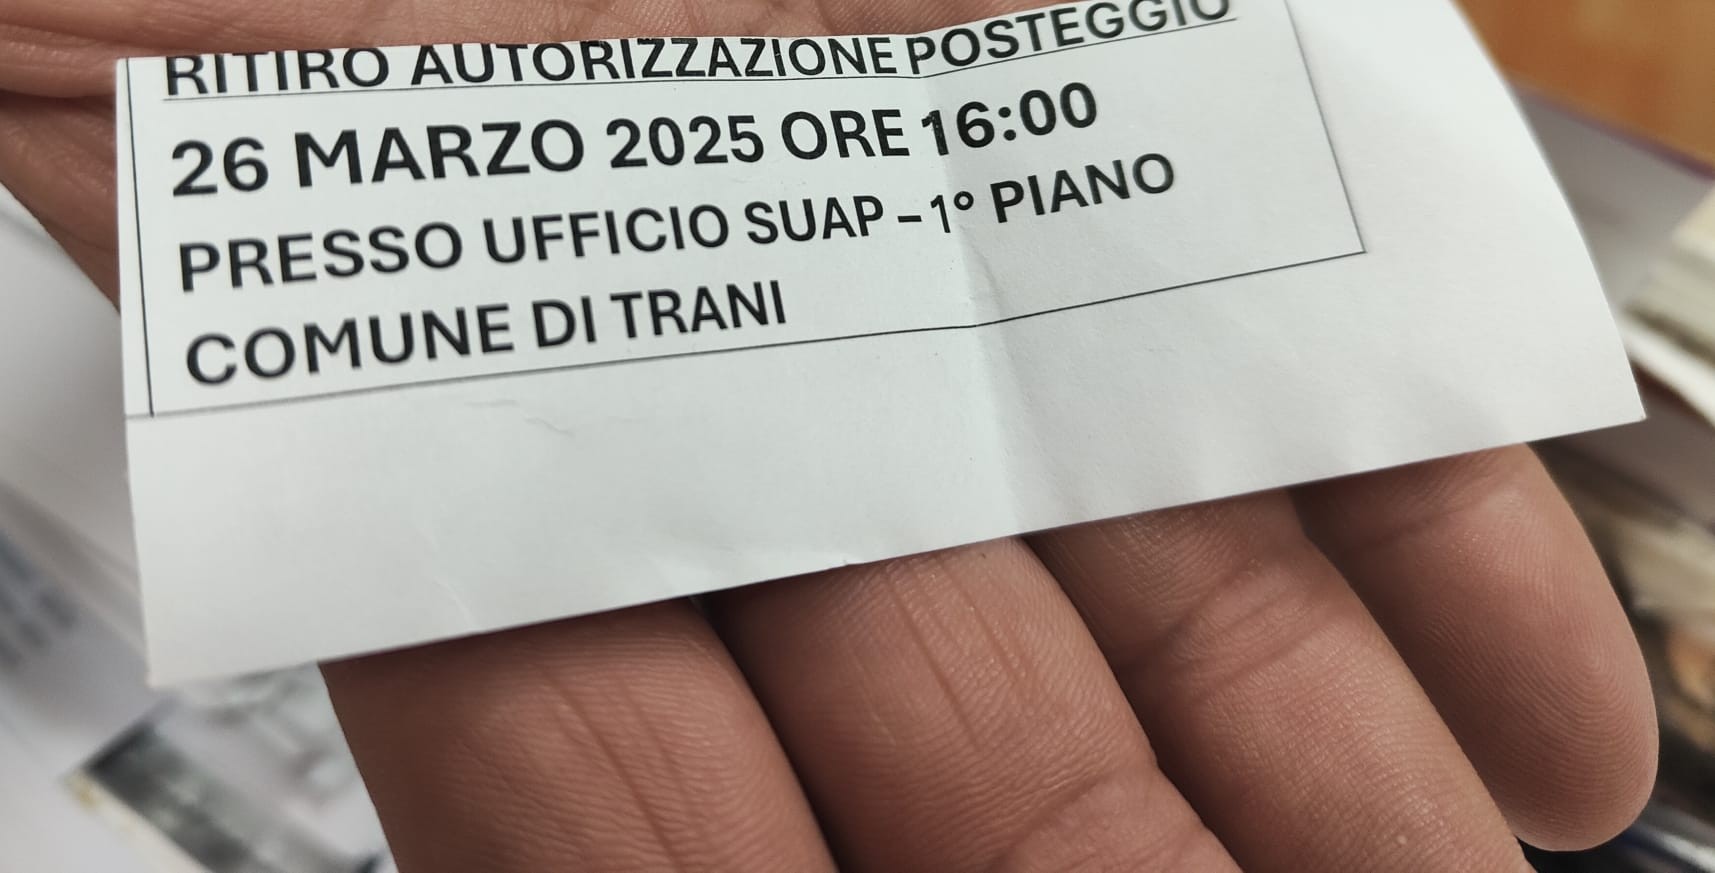 RITIRO AUTORIZZAZIONE POSTEGGIO
26 MARZO 2025 ORE 16:00
PRESSO UFFICIO SUAP – 1° PIANO
COMUNE DI TRANI